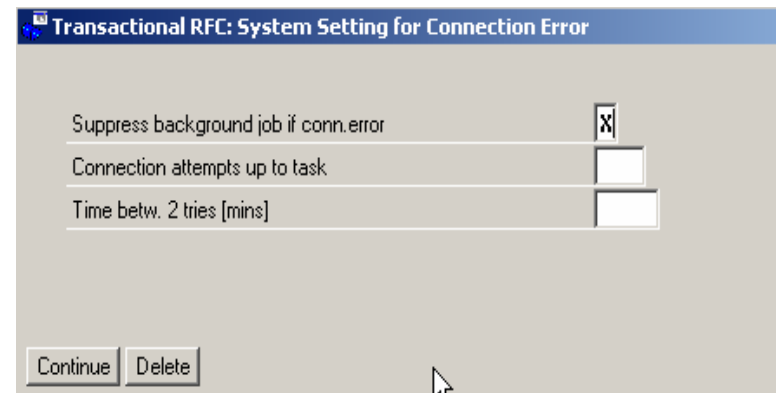 Transactional RFC: System Setting for Connection Error
Suppress background job if conn.error X
Connection attempts up to task
Time betw. 2 tries [mins]
Continue Delete